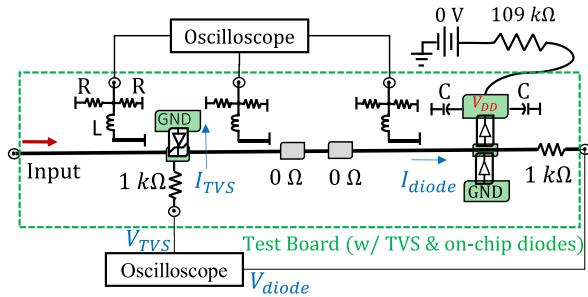 0 V 109 kΩ
Oscilloscope
R R
C V_DD C
L GND
Input I_TVS I_diode
1 kΩ 0 Ω 0 Ω GND 1 kΩ
V_TVS Test Board (w/ TVS & on-chip diodes)
Oscilloscope
V_diode